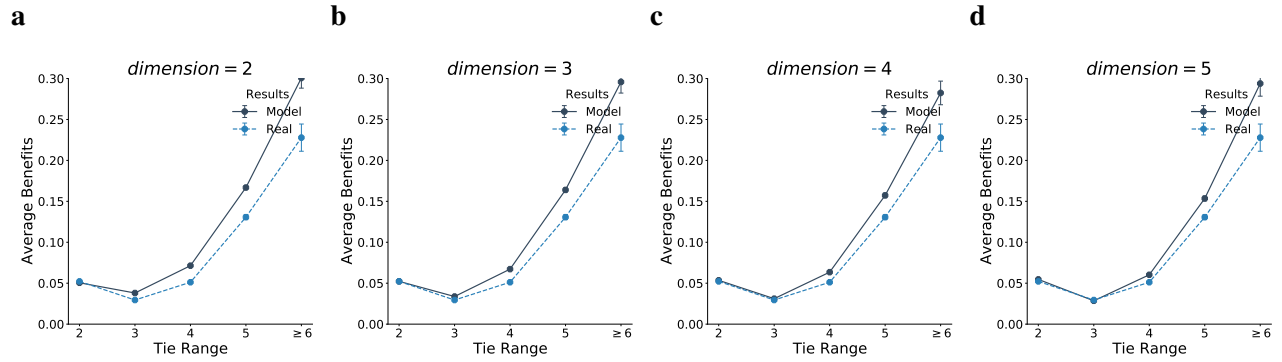 a b c d
dimension = 2
0.30
0.25
0.20
0.15
0.10
0.05
0.00
Average Benefits
Results
Model
Real
2 3 4 5 ≥ 6
Tie Range
dimension = 3
0.30
0.25
0.20
0.15
0.10
0.05
0.00
Average Benefits
Results
Model
Real
2 3 4 5 ≥ 6
Tie Range
dimension = 4
0.30
0.25
0.20
0.15
0.10
0.05
0.00
Average Benefits
Results
Model
Real
2 3 4 5 ≥ 6
Tie Range
dimension = 5
0.30
0.25
0.20
0.15
0.10
0.05
0.00
Average Benefits
Results
Model
Real
2 3 4 5 ≥ 6
Tie Range